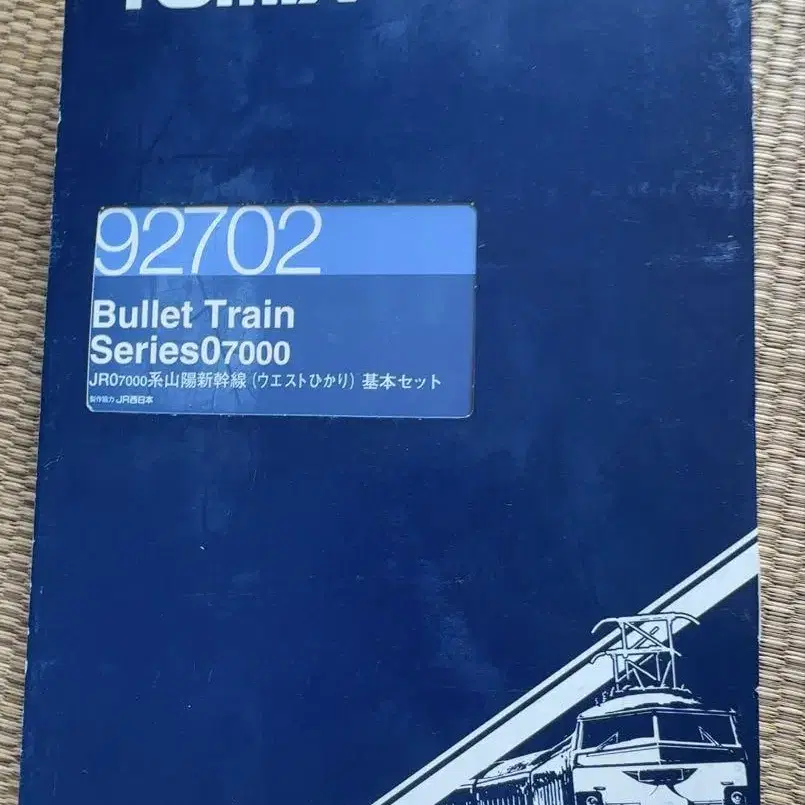 TOMIX
92702
Bullet Train
Series07000
JR07000系山陽新幹線（ウエストひかり）基本セット
製作協力 JR西日本